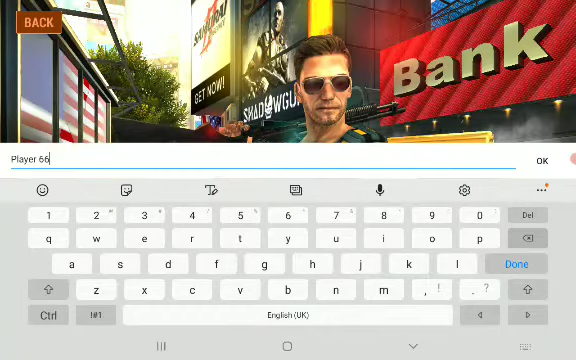 BACK
GET NOW!
SHADOWGUN
Bank
Player 66
OK
1 2 3 4 5 6 7 8 9 0 Del
q w e r t y u i o p
a s d f g h j k l Done
z x c v b n m , ! . ?
Ctrl !#1 English (UK)